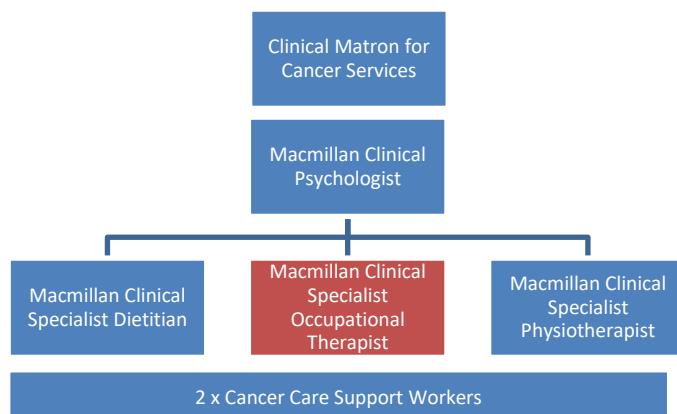 Clinical Matron for
Cancer Services
Macmillan Clinical
Psychologist
Macmillan Clinical
Specialist Dietitian
Macmillan Clinical
Specialist
Occupational
Therapist
Macmillan Clinical
Specialist
Physiotherapist
2 x Cancer Care Support Workers